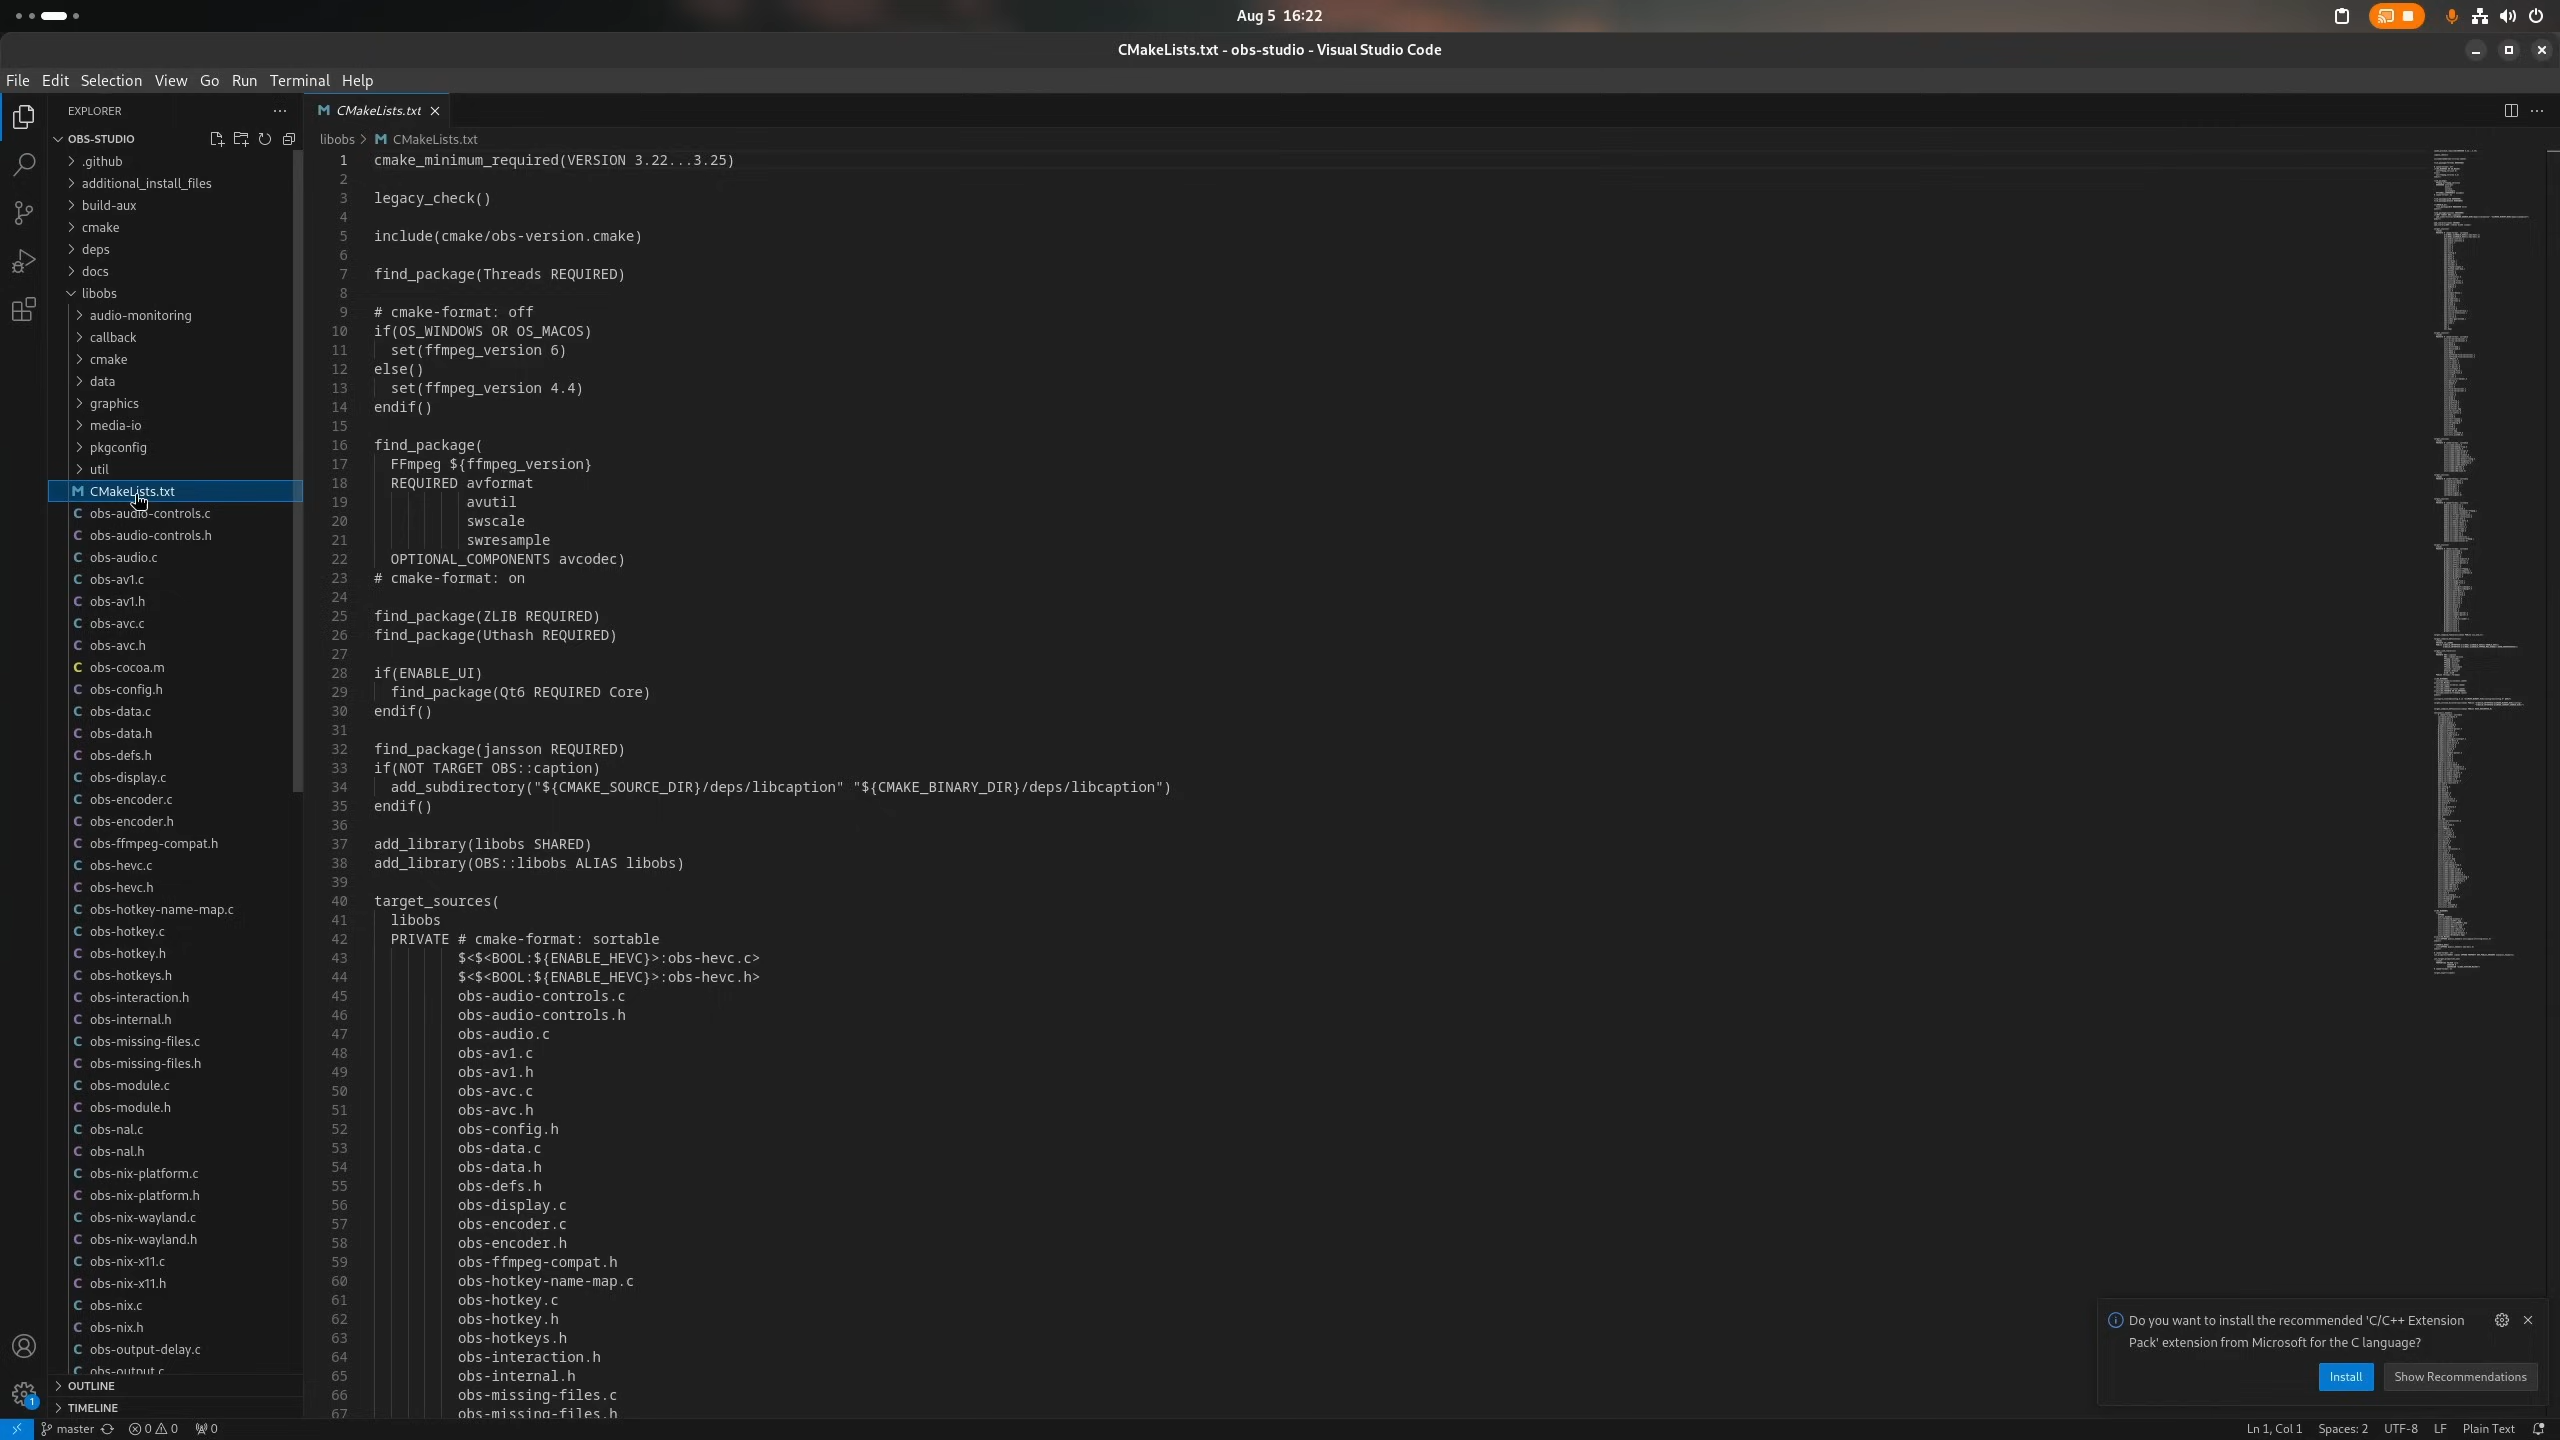 Aug 5 16:22
CMakeLists.txt - obs-studio - Visual Studio Code
File Edit Selection View Go Run Terminal Help
EXPLORER
OBS-STUDIO
.github
additional_install_files
build-aux
cmake
deps
docs
libobs
audio-monitoring
callback
cmake
data
graphics
media-io
pkgconfig
util
CMakeLists.txt
obs-audio-controls.c
obs-audio-controls.h
obs-audio.c
obs-av1.c
obs-av1.h
obs-avc.c
obs-avc.h
obs-cocoa.m
obs-config.h
obs-data.c
obs-data.h
obs-defs.h
obs-display.c
obs-encoder.c
obs-encoder.h
obs-ffmpeg-compat.h
obs-hevc.c
obs-hevc.h
obs-hotkey-name-map.c
obs-hotkey.c
obs-hotkey.h
obs-hotkeys.h
obs-interaction.h
obs-internal.h
obs-missing-files.c
obs-missing-files.h
obs-module.c
obs-module.h
obs-nal.c
obs-nal.h
obs-nix-platform.c
obs-nix-platform.h
obs-nix-wayland.c
obs-nix-wayland.h
obs-nix-x11.c
obs-nix-x11.h
obs-nix.c
obs-nix.h
obs-output-delay.c
obs-output.c
OUTLINE
TIMELINE
CMakeLists.txt
libobs > CMakeLists.txt
1 cmake_minimum_required(VERSION 3.22...3.25)
2
3 legacy_check()
4
5 include(cmake/obs-version.cmake)
6
7 find_package(Threads REQUIRED)
8
9 # cmake-format: off
10 if(OS_WINDOWS OR OS_MACOS)
11 set(ffmpeg_version 6)
12 else()
13 set(ffmpeg_version 4.4)
14 endif()
15
16 find_package(
17 FFmpeg ${ffmpeg_version}
18 REQUIRED avformat
19 avutil
20 swscale
21 swresample
22 OPTIONAL_COMPONENTS avcodec)
23 # cmake-format: on
24
25 find_package(ZLIB REQUIRED)
26 find_package(Uthash REQUIRED)
27
28 if(ENABLE_UI)
29 find_package(Qt6 REQUIRED Core)
30 endif()
31
32 find_package(jansson REQUIRED)
33 if(NOT TARGET OBS::caption)
34 add_subdirectory("${CMAKE_SOURCE_DIR}/deps/libcaption" "${CMAKE_BINARY_DIR}/deps/libcaption")
35 endif()
36
37 add_library(libobs SHARED)
38 add_library(OBS::libobs ALIAS libobs)
39
40 target_sources(
41 libobs
42 PRIVATE # cmake-format: sortable
43 $<$<BOOL:${ENABLE_HEVC}>:obs-hevc.c>
44 $<$<BOOL:${ENABLE_HEVC}>:obs-hevc.h>
45 obs-audio-controls.c
46 obs-audio-controls.h
47 obs-audio.c
48 obs-av1.c
49 obs-av1.h
50 obs-avc.c
51 obs-avc.h
52 obs-config.h
53 obs-data.c
54 obs-data.h
55 obs-defs.h
56 obs-display.c
57 obs-encoder.c
58 obs-encoder.h
59 obs-ffmpeg-compat.h
60 obs-hotkey-name-map.c
61 obs-hotkey.c
62 obs-hotkey.h
63 obs-hotkeys.h
64 obs-interaction.h
65 obs-internal.h
66 obs-missing-files.c
67 obs-missing-files.h
Do you want to install the recommended 'C/C++ Extension
Pack' extension from Microsoft for the C language?
Install Show Recommendations
1
master 0 0 0 Ln 1, Col 1 Spaces: 2 UTF-8 LF Plain Text